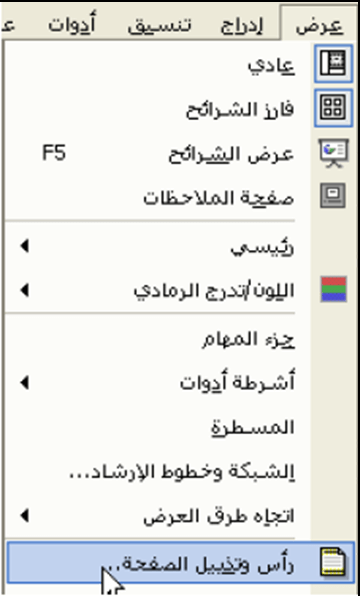 عرض إدراج تنسيق أدوات
عادي
فارز الشرائح
عرض الشرائح F5
صفحة الملاحظات
رئيسي
اللون/تدرج الرمادي
جزء المهام
أشرطة أدوات
المسطرة
الشبكة وخطوط الإرشاد...
اتجاه طرق العرض
رأس وتذييل الصفحة...